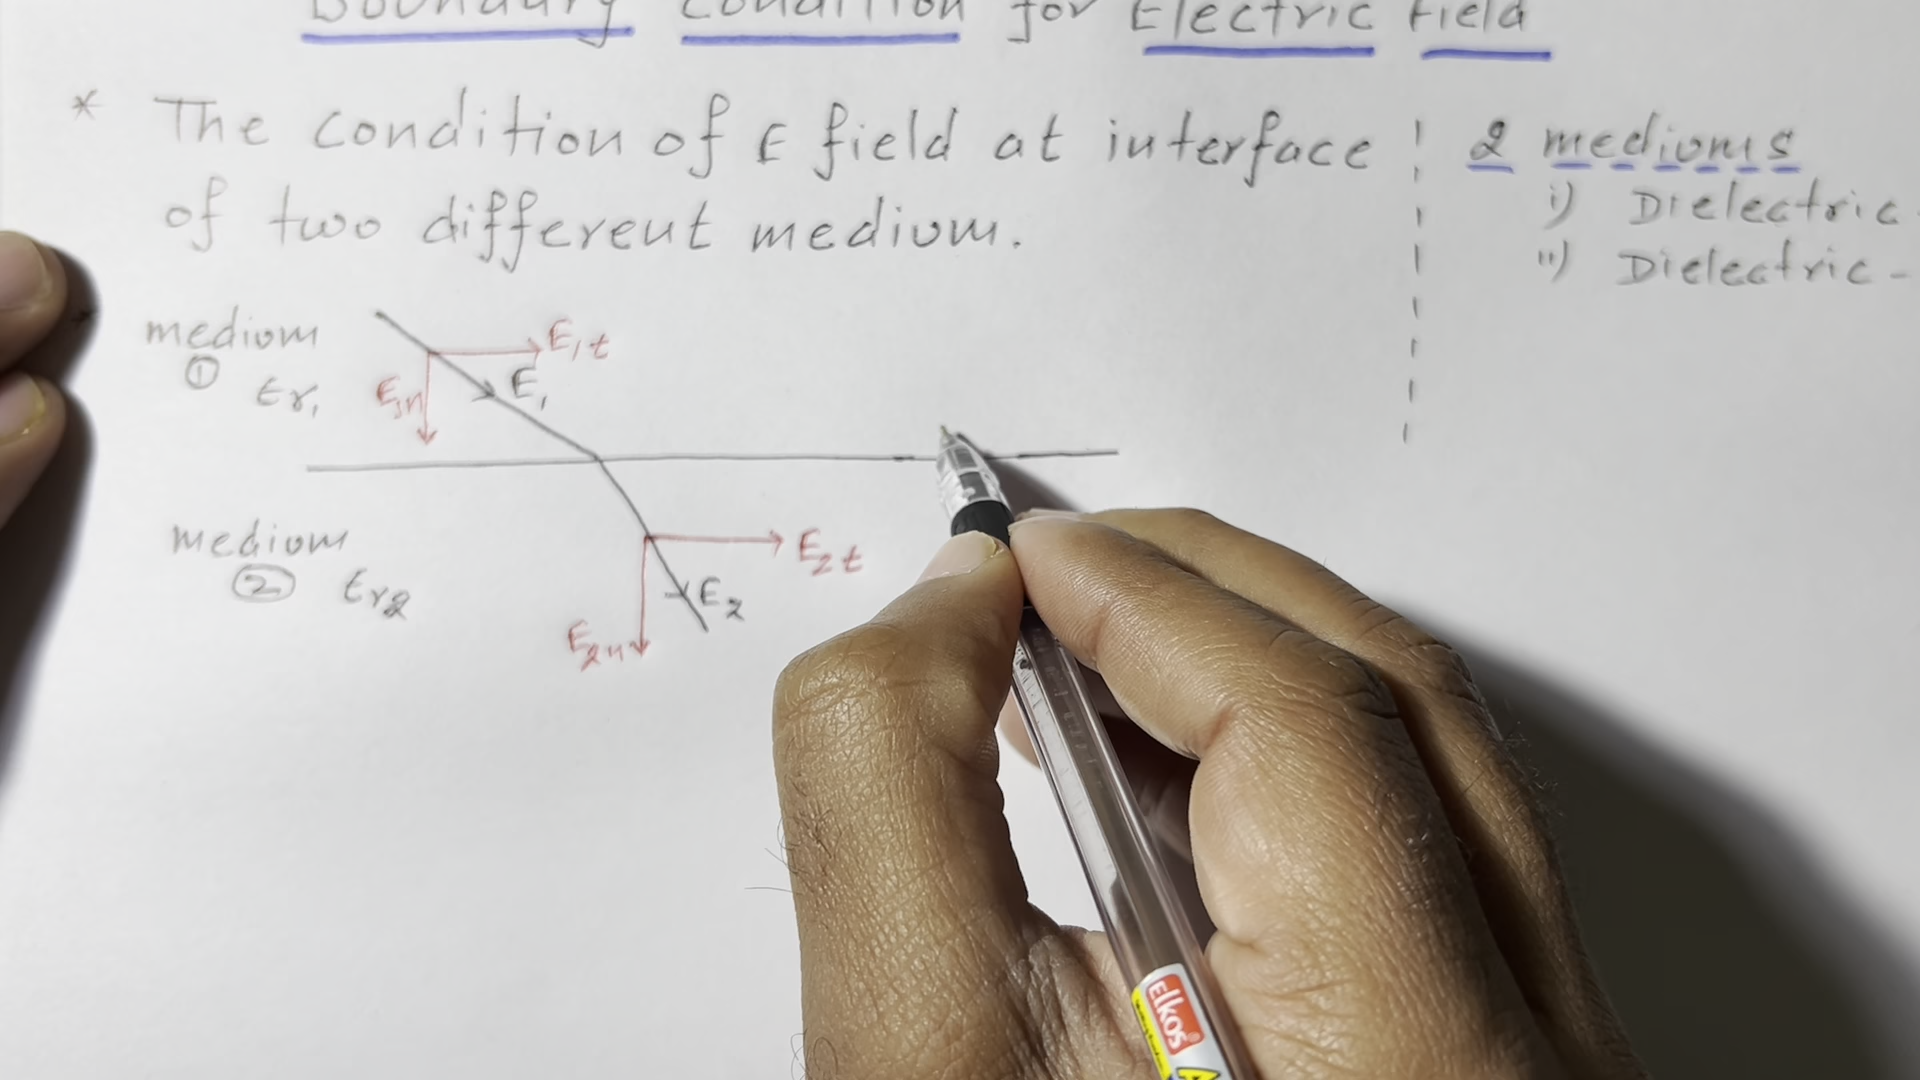 Boundary Condition for Electric Field
* The condition of E field at interface
of two different medium.
2 mediums
i) Dielectric
ii) Dielectric -
medium
① εr₁
E₁t
E₁n
E₁
medium
② εr₂
E₂t
E₂n
E₂
elkos